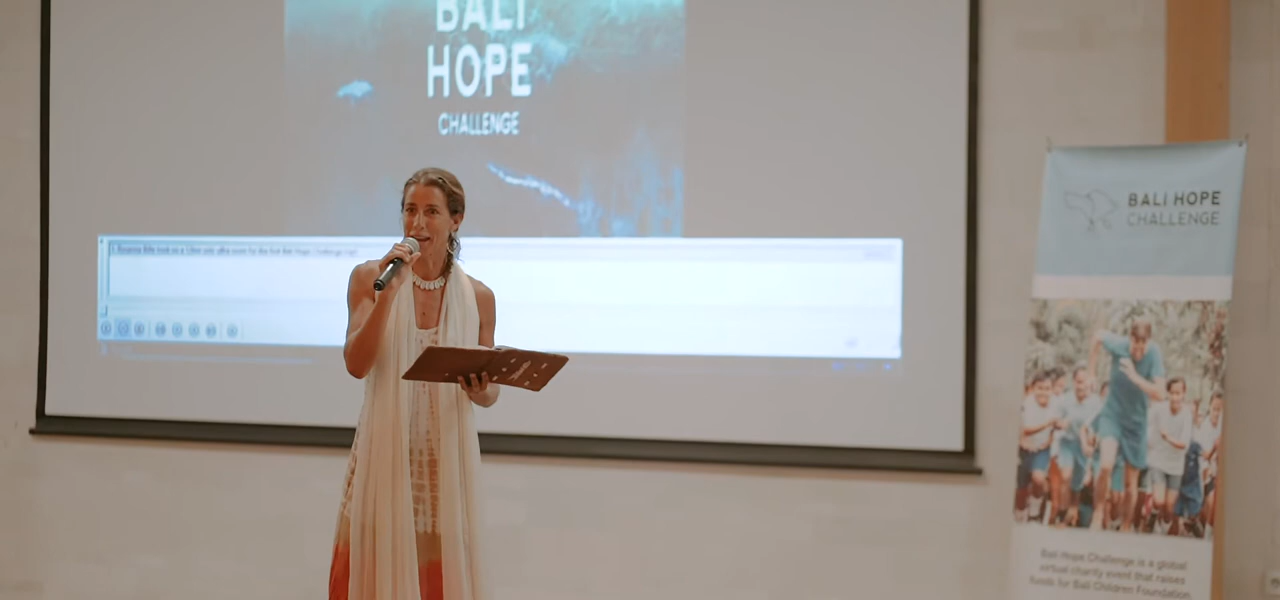 BALI
HOPE
CHALLENGE
BALI HOPE
CHALLENGE
Bali Hope Challenge is a global
virtual charity event that raises
funds for Bali Children Foundation